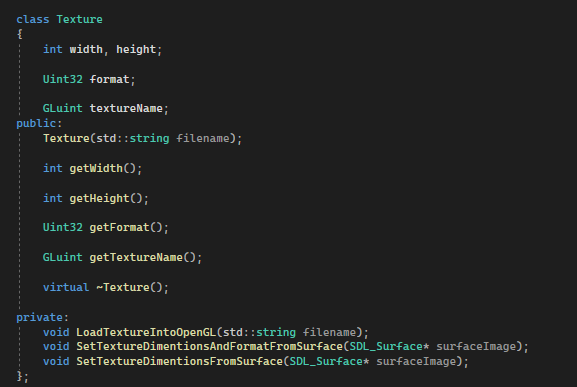 class Texture
{
int width, height;
Uint32 format;
GLuint textureName;
public:
Texture(std::string filename);
int getWidth();
int getHeight();
Uint32 getFormat();
GLuint getTextureName();
virtual ~Texture();
private:
void LoadTextureIntoOpenGL(std::string filename);
void SetTextureDimentionsAndFormatFromSurface(SDL_Surface* surfaceImage);
void SetTextureDimentionsFromSurface(SDL_Surface* surfaceImage);
};